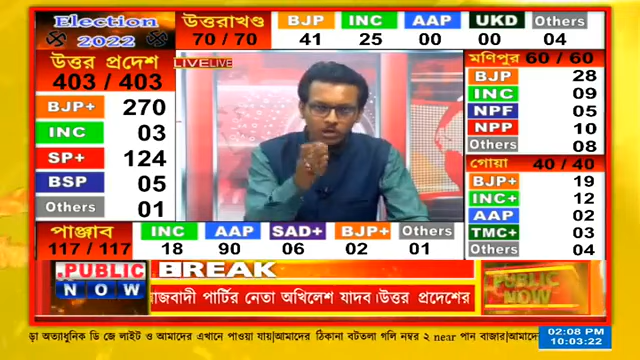 Election
2022
উত্তরাখণ্ড
70 / 70
BJP INC AAP UKD Others
41 25 00 00 04
উত্তর প্রদেশ
403 / 403
BJP+ 270
INC 03
SP+ 124
BSP 05
Others 01
LIVE LIVE
মণিপুর 60 / 60
BJP 28
INC 09
NPF 05
NPP 10
Others 08
গোয়া 40 / 40
BJP+ 19
INC+ 12
AAP 02
TMC+ 03
Others 04
পাঞ্জাব
117 / 117
INC AAP SAD+ BJP+ Others
18 90 06 02 01
.PUBLIC
NOW
BREAK
াজবাদী পার্টির নেতা অখিলেশ যাদব।উত্তর প্রদেশের
PUBLIC
NOW
ড়া অত্যাধুনিক ডি জে লাইট ও আমাদের এখানে পাওয়া যায়|আমাদের ঠিকানা বটতলা গলি নম্বর ২ near পান বাজার|আমাদে
02:08 PM
10:03:22